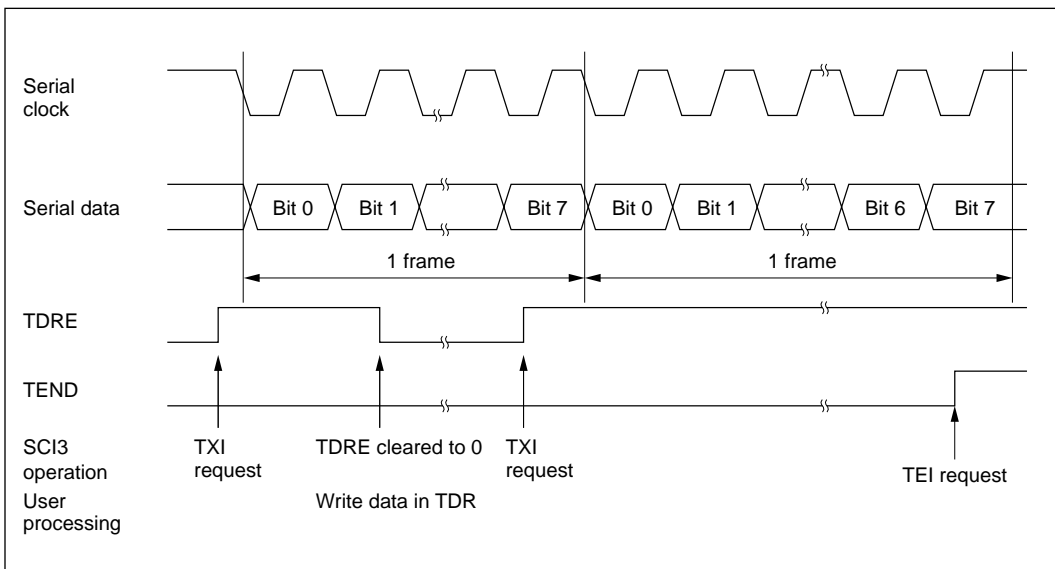 Serial
clock
Serial data
Bit 0 Bit 1 Bit 7 Bit 0 Bit 1 Bit 6 Bit 7
1 frame 1 frame
TDRE
TEND
SCI3
operation
TXI
request
TDRE cleared to 0
TXI
request
TEI request
User
processing
Write data in TDR